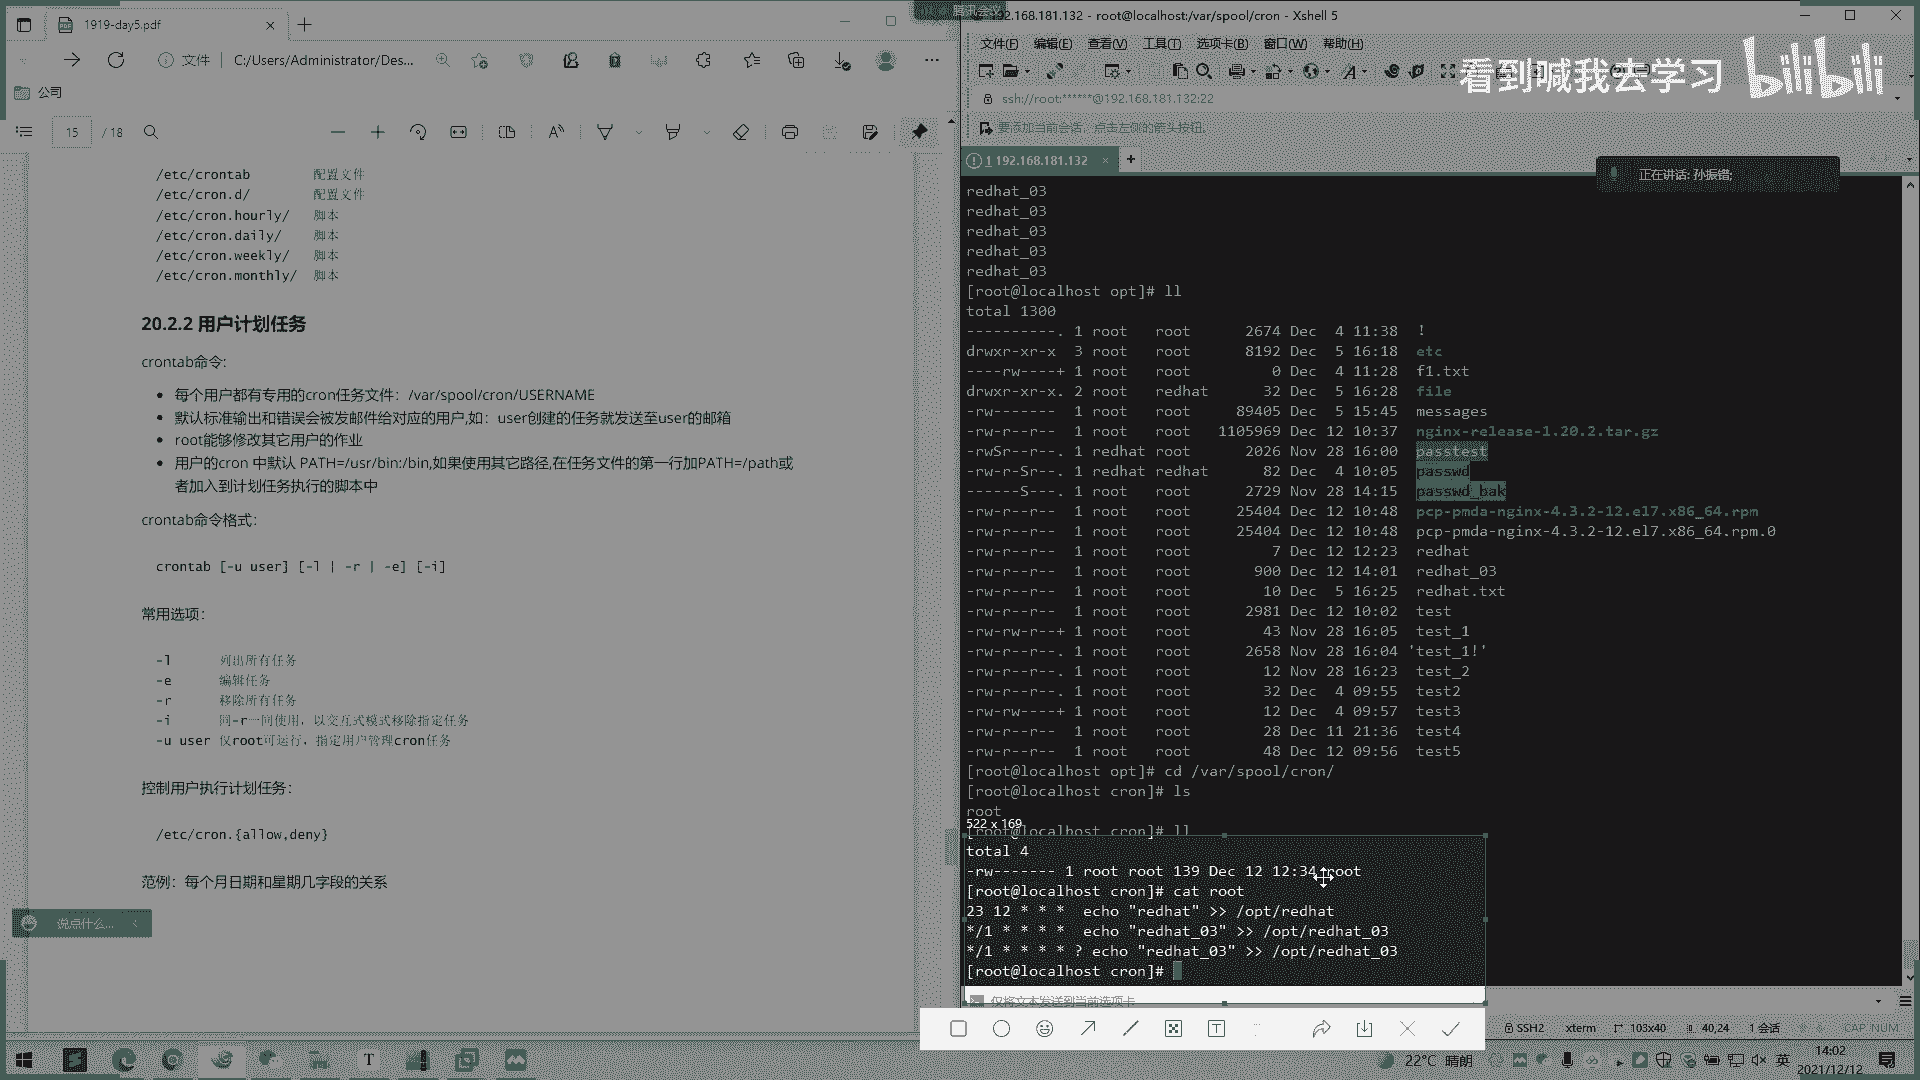 1919-day5.pdf
文件
C:/Users/Administrator/Des...
公司
15 / 18
/etc/crontab 配置文件
/etc/cron.d/ 配置文件
/etc/cron.hourly/ 脚本
/etc/cron.daily/ 脚本
/etc/cron.weekly/ 脚本
/etc/cron.monthly/ 脚本
20.2.2 用户计划任务
crontab命令:
每个用户都有专用的cron任务文件：/var/spool/cron/USERNAME
默认标准输出和错误会被发邮件给对应的用户,如：user创建的任务就发送至user的邮箱
root能够修改其它用户的作业
用户的cron 中默认 PATH=/usr/bin:/bin,如果使用其它路径,在任务文件的第一行加PATH=/path或
者加入到计划任务执行的脚本中
crontab命令格式:
crontab [-u user] [-l | -r | -e] [-i]
常用选项:
-l 列出所有任务
-e 编辑任务
-r 移除所有任务
-i 同-r一同使用，以交互式模式移除指定任务
-u user 仅root可运行，指定用户管理cron任务
控制用户执行计划任务:
/etc/cron.{allow,deny}
范例：每个月日期和星期几字段的关系
说点什么...
192.168.181.132 - root@localhost:/var/spool/cron - Xshell 5
文件(F) 编辑(E) 查看(V) 工具(T) 选项卡(B) 窗口(W) 帮助(H)
看到喊我去学习 bilibili
ssh://root:******@192.168.181.132:22
要添加当前会话，点击左侧的箭头按钮。
1 192.168.181.132
正在讲话: 孙振锴;
redhat_03
redhat_03
redhat_03
redhat_03
redhat_03
[root@localhost opt]# ll
total 1300
----------. 1 root root 2674 Dec 4 11:38 !
drwxr-xr-x 3 root root 8192 Dec 5 16:18 etc
----rw----+ 1 root root 0 Dec 4 11:28 f1.txt
drwxr-xr-x. 2 root redhat 32 Dec 5 16:28 file
-rw------- 1 root root 89405 Dec 5 15:45 messages
-rw-r--r-- 1 root root 1105969 Dec 12 10:37 nginx-release-1.20.2.tar.gz
-rwSr--r--. 1 redhat root 2026 Nov 28 16:00 passtest
-rw-r-Sr--. 1 redhat redhat 82 Dec 4 10:05 passwd
------S---. 1 root root 2729 Nov 28 14:15 passwd_bak
-rw-r--r-- 1 root root 25404 Dec 12 10:48 pcp-pmda-nginx-4.3.2-12.el7.x86_64.rpm
-rw-r--r-- 1 root root 25404 Dec 12 10:48 pcp-pmda-nginx-4.3.2-12.el7.x86_64.rpm.0
-rw-r--r-- 1 root root 7 Dec 12 12:23 redhat
-rw-r--r-- 1 root root 900 Dec 12 14:01 redhat_03
-rw-r--r-- 1 root root 10 Dec 5 16:25 redhat.txt
-rw-r--r-- 1 root root 2981 Dec 12 10:02 test
-rw-rw-r--+ 1 root root 43 Nov 28 16:05 test_1
-rw-r--r--. 1 root root 2658 Nov 28 16:04 'test_1!'
-rw-r--r--. 1 root root 12 Nov 28 16:23 test_2
-rw-r--r--. 1 root root 32 Dec 4 09:55 test2
-rw-rw----+ 1 root root 12 Dec 4 09:57 test3
-rw-r--r-- 1 root root 28 Dec 11 21:36 test4
-rw-r--r-- 1 root root 48 Dec 12 09:56 test5
[root@localhost opt]# cd /var/spool/cron/
[root@localhost cron]# ls
root
522 x 169
[root@localhost cron]# ll
total 4
-rw------- 1 root root 139 Dec 12 12:34 root
[root@localhost cron]# cat root
23 12 * * * echo "redhat" >> /opt/redhat
*/1 * * * * echo "redhat_03" >> /opt/redhat_03
*/1 * * * * ? echo "redhat_03" >> /opt/redhat_03
[root@localhost cron]#
仅将文本发送到当前选项卡
SSH2 xterm 103x40 40,24 1 会话 CAP NUM
22°C 晴朗 英 14:02
2021/12/12